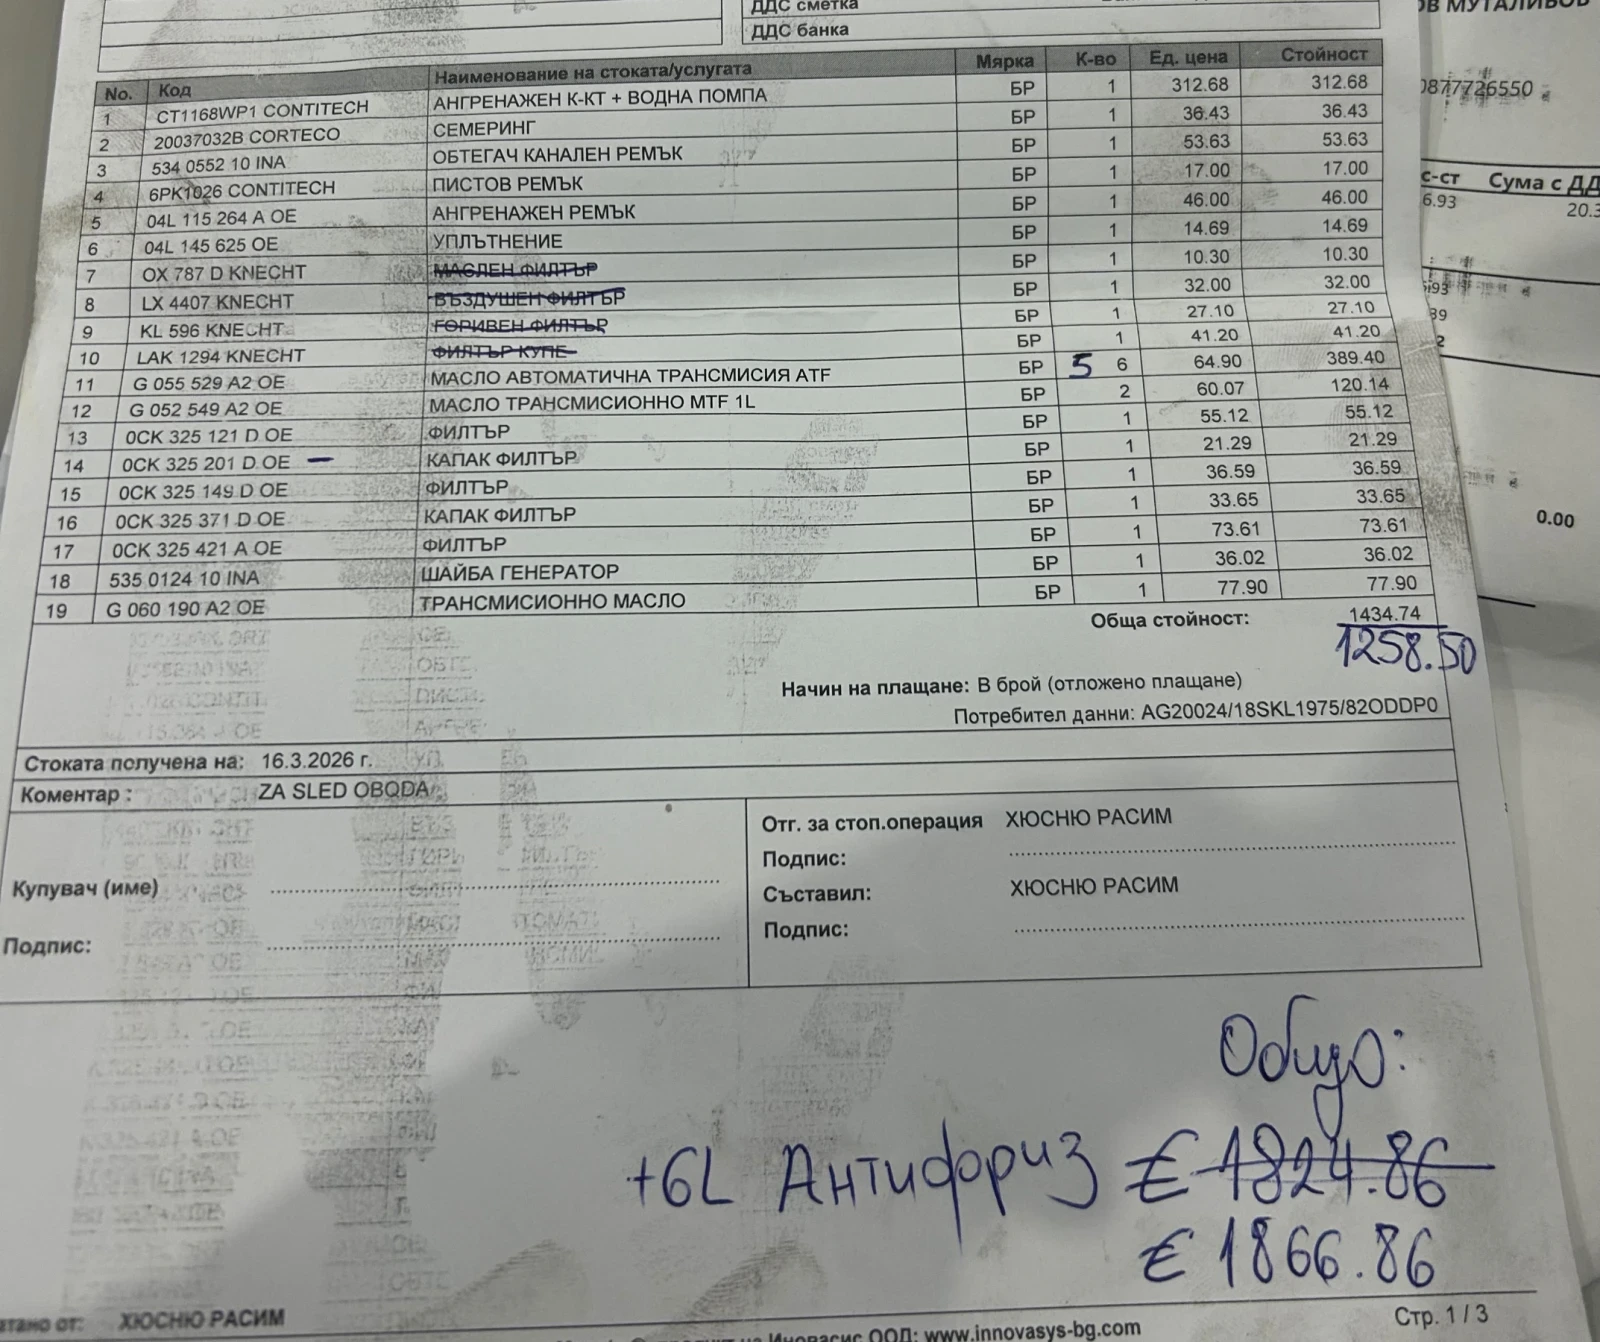 ДДС сметка
ДДС банка
No. Код Наименование на стоката/услугата Мярка К-во Ед. цена Стойност
1 CT1168WP1 CONTITECH АНГРЕНАЖЕН К-КТ + ВОДНА ПОМПА БР 1 312.68 312.68
2 20037032B CORTECO СЕМЕРИНГ БР 1 36.43 36.43
3 534 0552 10 INA ОБТЕГАЧ КАНАЛЕН РЕМЪК БР 1 53.63 53.63
4 6PK1026 CONTITECH ПИСТОВ РЕМЪК БР 1 17.00 17.00
5 04L 115 264 A OE АНГРЕНАЖЕН РЕМЪК БР 1 46.00 46.00
6 04L 145 625 OE УПЛЪТНЕНИЕ БР 1 14.69 14.69
7 OX 787 D KNECHT МАСЛЕН ФИЛТЪР БР 1 10.30 10.30
8 LX 4407 KNECHT ВЪЗДУШЕН ФИЛТЪР БР 1 32.00 32.00
9 KL 596 KNECHT ГОРИВЕН ФИЛТЪР БР 1 27.10 27.10
10 LAK 1294 KNECHT ФИЛТЪР КУПЕ БР 1 41.20 41.20
11 G 055 529 A2 OE МАСЛО АВТОМАТИЧНА ТРАНСМИСИЯ ATF БР 5 6 64.90 389.40
12 G 052 549 A2 OE МАСЛО ТРАНСМИСИОННО MTF 1L БР 2 60.07 120.14
13 0CK 325 121 D OE ФИЛТЪР БР 1 55.12 55.12
14 0CK 325 201 D OE — КАПАК ФИЛТЪР БР 1 21.29 21.29
15 0CK 325 149 D OE ФИЛТЪР БР 1 36.59 36.59
16 0CK 325 371 D OE КАПАК ФИЛТЪР БР 1 33.65 33.65
17 0CK 325 421 A OE ФИЛТЪР БР 1 73.61 73.61
18 535 0124 10 INA ШАЙБА ГЕНЕРАТОР БР 1 36.02 36.02
19 G 060 190 A2 OE ТРАНСМИСИОННО МАСЛО БР 1 77.90 77.90
Обща стойност: 1434.74
1258.50
Начин на плащане: В брой (отложено плащане)
Потребител данни: AG20024/18SKL1975/82ODDP0
Стоката получена на: 16.3.2026 г.
Коментар : ZA SLED OBQDA
Отг. за стоп.операция ХЮСНЮ РАСИМ
Подпис:
Купувач (име)
Съставил: ХЮСНЮ РАСИМ
Подпис:
Подпис:
Общо:
+6L Антифриз € 1824.86
€ 1866.86
ХЮСНЮ РАСИМ
Стр. 1 / 3
Иновасис ООД: www.innovasys-bg.com
МУТАЛИБОВ
0877726550
с-ст Сума с ДД
6.93 20.3
0.00